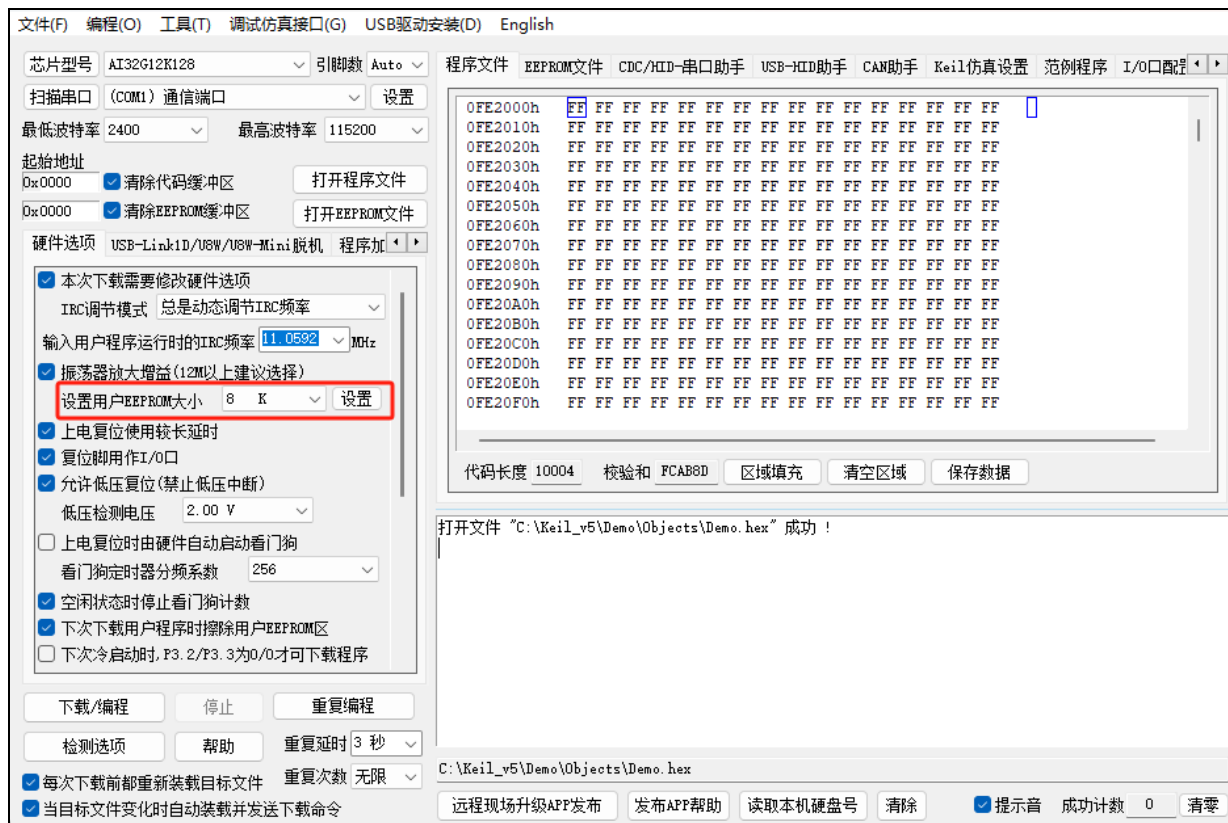 文件(F) 编程(O) 工具(T) 调试仿真接口(G) USB驱动安装(D) English
芯片型号 AI32G12K128 引脚数 Auto
扫描串口 (COM1) 通信端口 设置
最低波特率 2400 最高波特率 115200
起始地址
0x0000 清除代码缓冲区 打开程序文件
0x0000 清除EEPROM缓冲区 打开EEPROM文件
硬件选项 USB-Link1D/U8W/U8W-Mini脱机 程序加
本次下载需要修改硬件选项
IRC调节模式 总是动态调节IRC频率
输入用户程序运行时的IRC频率 11.0592 MHz
振荡器放大增益(12M以上建议选择)
设置用户EEPROM大小 8 K 设置
上电复位使用较长延时
复位脚用作I/O口
允许低压复位(禁止低压中断)
低压检测电压 2.00 V
上电复位时由硬件自动启动看门狗
看门狗定时器分频系数 256
空闲状态时停止看门狗计数
下次下载用户程序时擦除用户EEPROM区
下次冷启动时,P3.2/P3.3为0/0才可下载程序
下载/编程 停止 重复编程
检测选项 帮助 重复延时 3 秒
每次下载前都重新装载目标文件 重复次数 无限
当目标文件变化时自动装载并发送下载命令
程序文件 EEPROM文件 CDC/HID-串口助手 USB-HID助手 CAN助手 Keil仿真设置 范例程序 I/O口配置
0FE2000h FF FF FF FF FF FF FF FF FF FF FF FF FF FF FF FF
0FE2010h FF FF FF FF FF FF FF FF FF FF FF FF FF FF FF FF
0FE2020h FF FF FF FF FF FF FF FF FF FF FF FF FF FF FF FF
0FE2030h FF FF FF FF FF FF FF FF FF FF FF FF FF FF FF FF
0FE2040h FF FF FF FF FF FF FF FF FF FF FF FF FF FF FF FF
0FE2050h FF FF FF FF FF FF FF FF FF FF FF FF FF FF FF FF
0FE2060h FF FF FF FF FF FF FF FF FF FF FF FF FF FF FF FF
0FE2070h FF FF FF FF FF FF FF FF FF FF FF FF FF FF FF FF
0FE2080h FF FF FF FF FF FF FF FF FF FF FF FF FF FF FF FF
0FE2090h FF FF FF FF FF FF FF FF FF FF FF FF FF FF FF FF
0FE20A0h FF FF FF FF FF FF FF FF FF FF FF FF FF FF FF FF
0FE20B0h FF FF FF FF FF FF FF FF FF FF FF FF FF FF FF FF
0FE20C0h FF FF FF FF FF FF FF FF FF FF FF FF FF FF FF FF
0FE20D0h FF FF FF FF FF FF FF FF FF FF FF FF FF FF FF FF
0FE20E0h FF FF FF FF FF FF FF FF FF FF FF FF FF FF FF FF
0FE20F0h FF FF FF FF FF FF FF FF FF FF FF FF FF FF FF FF
代码长度 10004 校验和 FCAB8D 区域填充 清空区域 保存数据
打开文件 "C:\Keil_v5\Demo\Objects\Demo.hex" 成功 !
C:\Keil_v5\Demo\Objects\Demo.hex
远程现场升级APP发布 发布APP帮助 读取本机硬盘号 清除 提示音 成功计数 0 清零